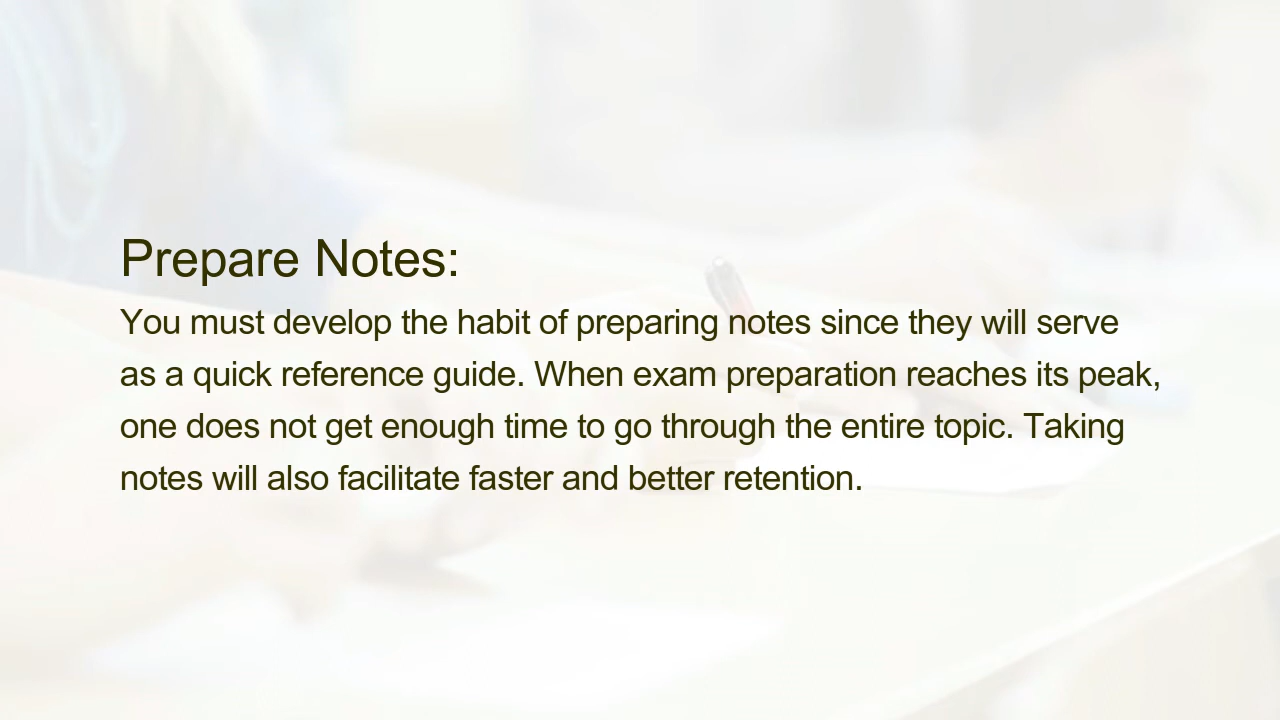 Prepare Notes:
You must develop the habit of preparing notes since they will serve
as a quick reference guide. When exam preparation reaches its peak,
one does not get enough time to go through the entire topic. Taking
notes will also facilitate faster and better retention.